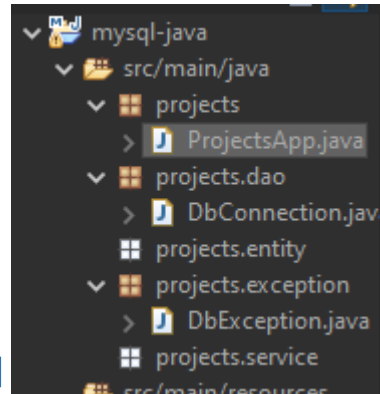 mysql-java
src/main/java
projects
ProjectsApp.java
projects.dao
DbConnection.jav
projects.entity
projects.exception
DbException.java
projects.service
src/main/resources